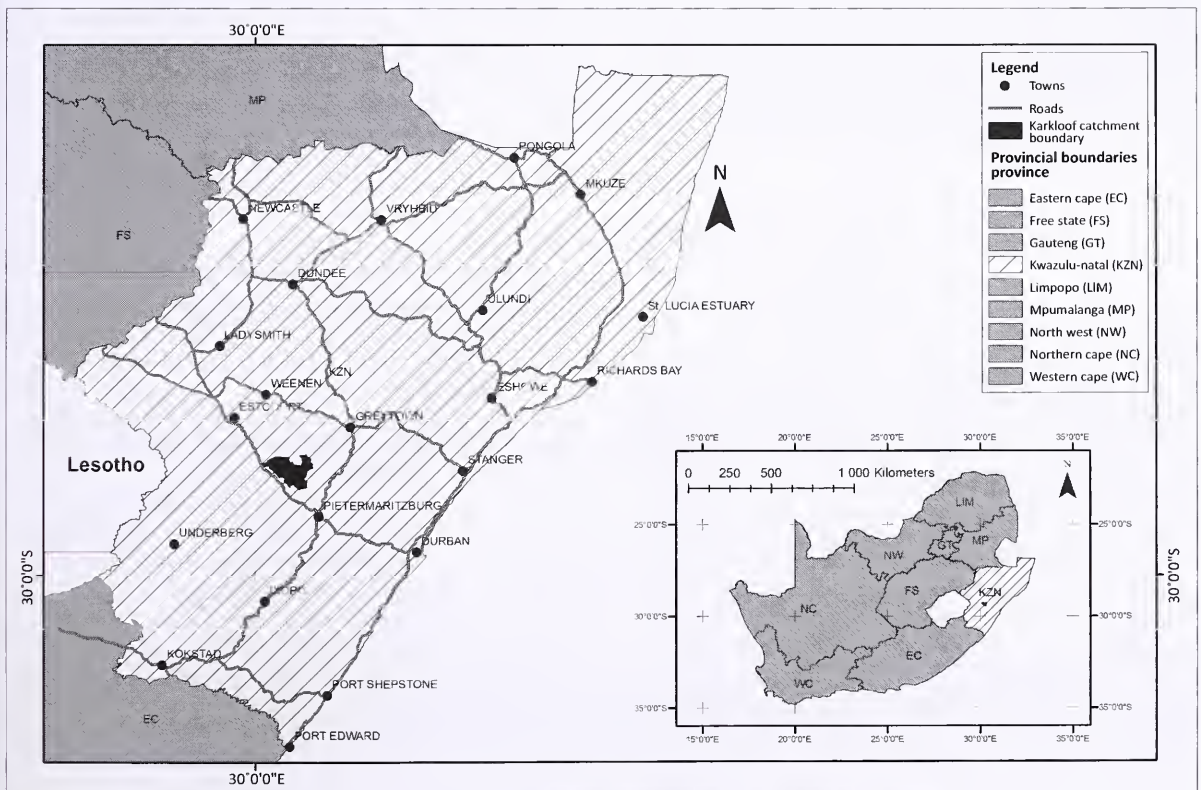 30°0'0"E
MP
FS
N
PONGOLA
MKUZE
NEWCASTLE
VRYHEID
DUNDEE
ULUNDI
St. LUCIA ESTUARY
LADYSMITH
KZN
RICHARDS BAY
WEENEN
ESHOWE
ESTCOURT
GREYTOWN
Lesotho
STANGER
PIETERMARITZBURG
UNDERBERG
DURBAN
30°0'0"S
30°0'0"S
IXOPO
KOKSTAD
PORT SHEPSTONE
EC
PORT EDWARD
30°0'0"E
Legend
Towns
Roads
Karkloof catchment
boundary
Provincial boundaries
province
Eastern cape (EC)
Free state (FS)
Gauteng (GT)
Kwazulu-natal (KZN)
Limpopo (LIM)
Mpumalanga (MP)
North west (NW)
Northern cape (NC)
Western cape (WC)
15°0'0"E 20°0'0"E 25°0'0"E 30°0'0"E 35°0'0"E
0 250 500 1 000 Kilometers
N
LIM
25°0'0"S 25°0'0"S
NW GT MP
FS KZN
NC
30°0'0"S 30°0'0"S
EC
WC
35°0'0"S 35°0'0"S
15°0'0"E 20°0'0"E 25°0'0"E 30°0'0"E 35°0'0"E